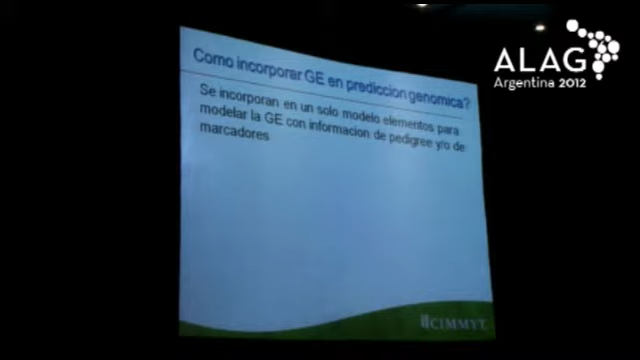 Como incorporar GE en prediccion genomica?
Se incorporan en un solo modelo elementos para
modelar la GE con informacion de pedigree y/o de
marcadores
CIMMYT.
ALAG
Argentina 2012